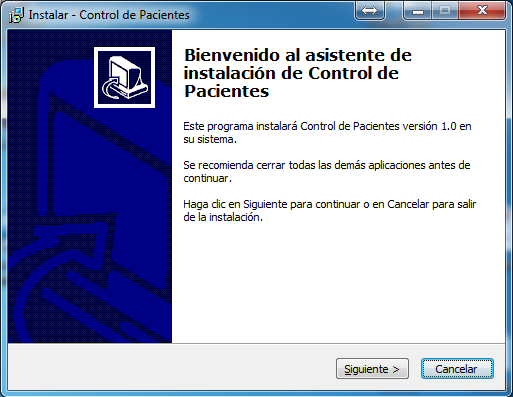 Instalar - Control de Pacientes
Bienvenido al asistente de
instalación de Control de
Pacientes
Este programa instalará Control de Pacientes versión 1.0 en
su sistema.
Se recomienda cerrar todas las demás aplicaciones antes de
continuar.
Haga clic en Siguiente para continuar o en Cancelar para salir
de la instalación.
Siguiente >
Cancelar